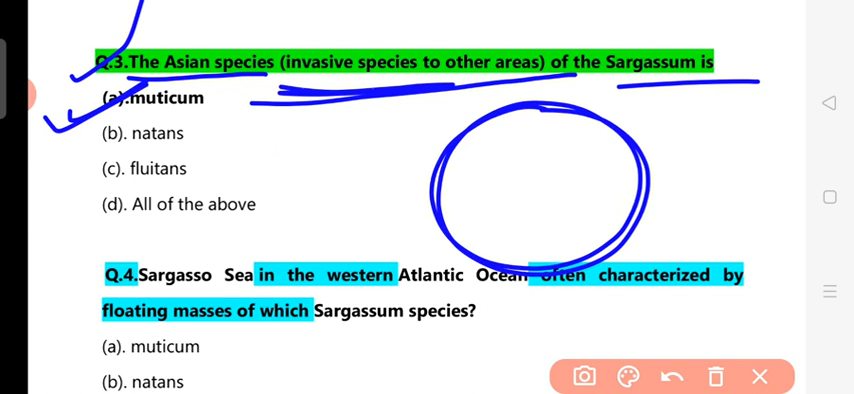 Q.3.The Asian species (invasive species to other areas) of the Sargassum is
(a).muticum
(b). natans
(c). fluitans
(d). All of the above
Q.4.Sargasso Sea in the western Atlantic Ocean often characterized by
floating masses of which Sargassum species?
(a). muticum
(b). natans